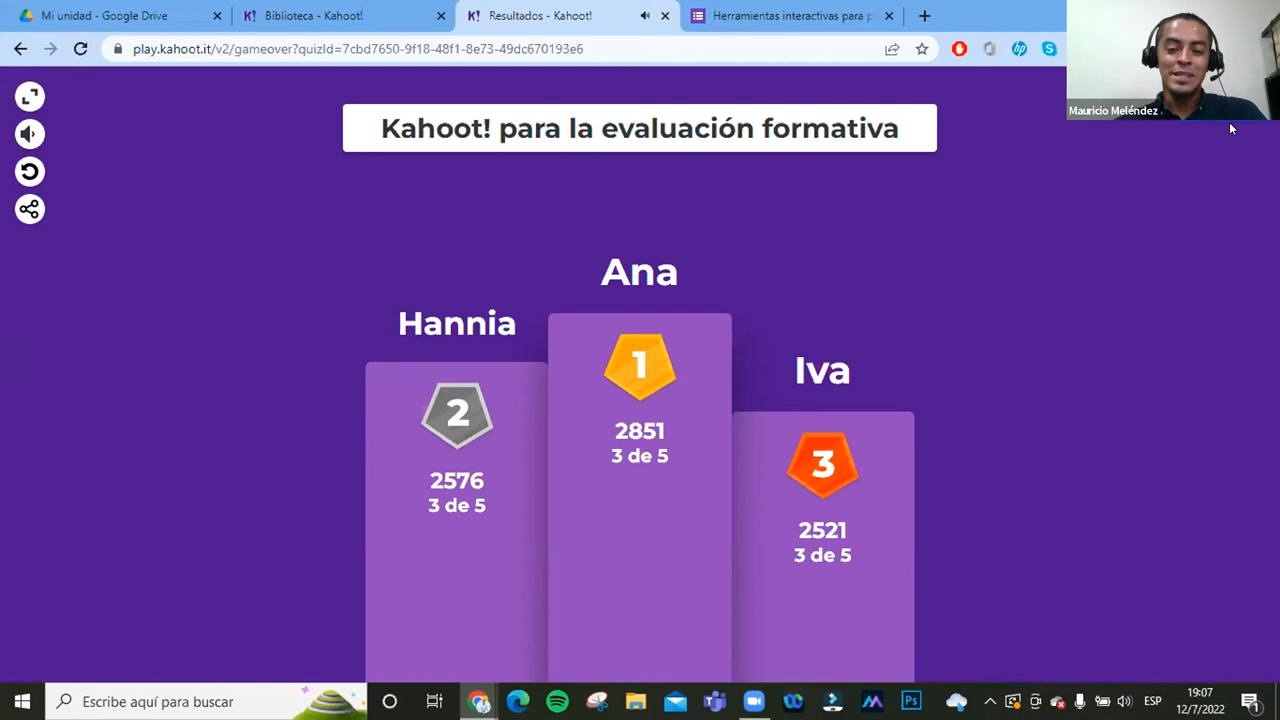 Mi unidad - Google Drive
Biblioteca - Kahoot!
Resultados - Kahoot!
Herramientas interactivas para p
play.kahoot.it/v2/gameover?quizId=7cbd7650-9f18-48f1-8e73-49dc670193e6
Mauricio Meléndez
Kahoot! para la evaluación formativa
Ana
Hannia
Iva
1
2851
3 de 5
2
2576
3 de 5
3
2521
3 de 5
Escribe aquí para buscar
ESP
19:07
12/7/2022